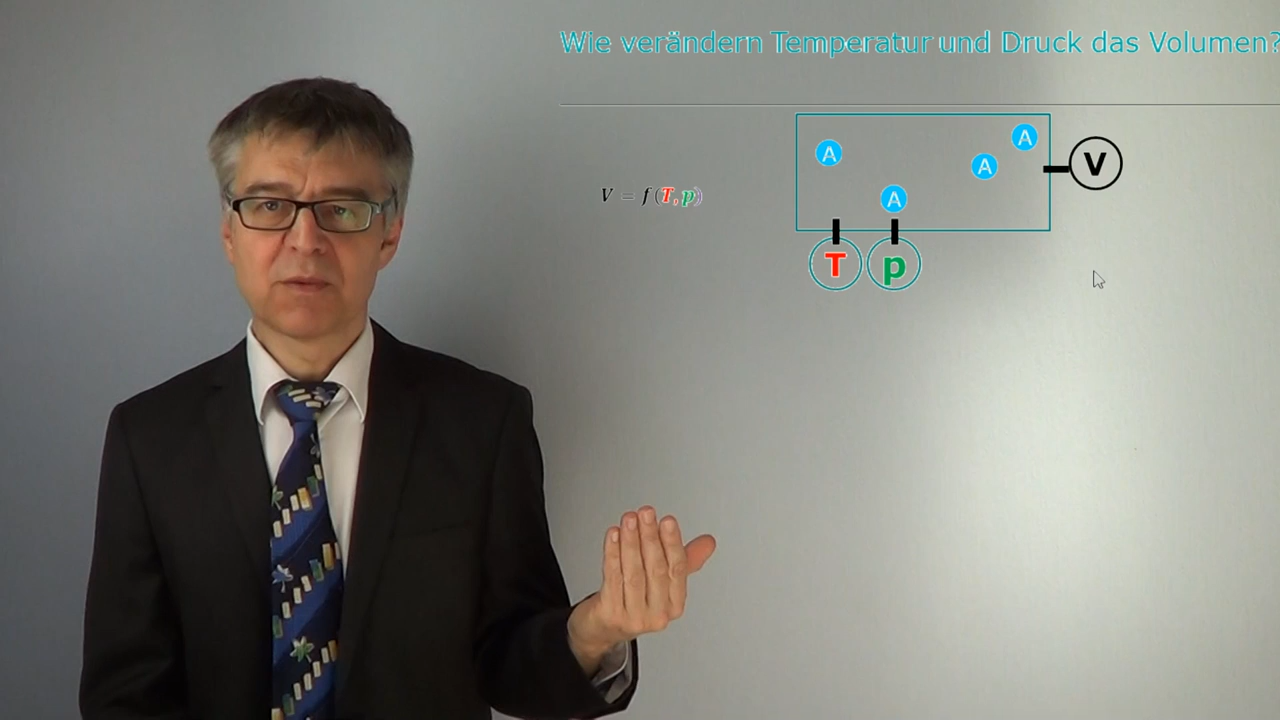 Wie verändern Temperatur und Druck das Volumen?
A
A
A
V
V = f(T, p)
A
T
p